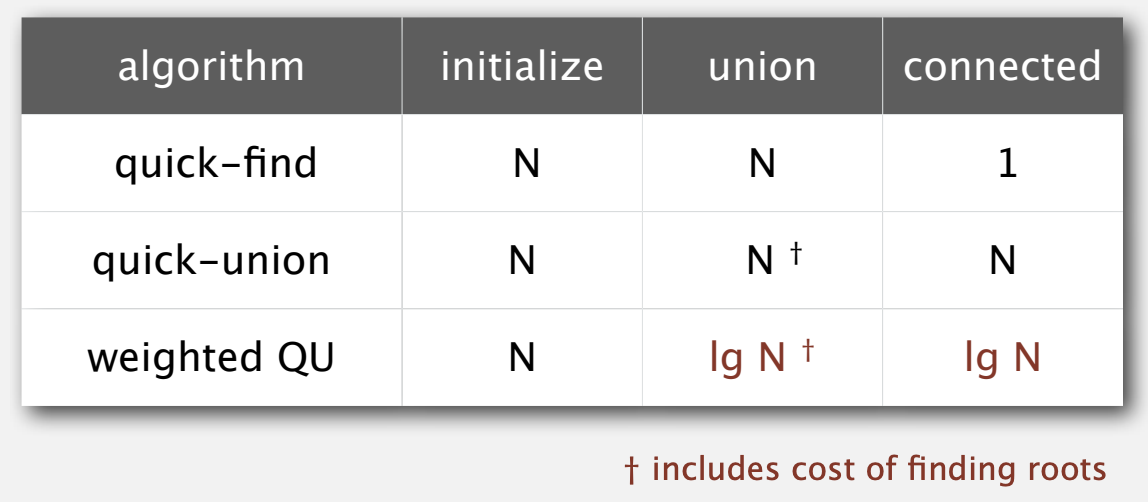 algorithm initialize union connected
quick-find N N 1
quick-union N N † N
weighted QU N lg N † lg N
† includes cost of finding roots